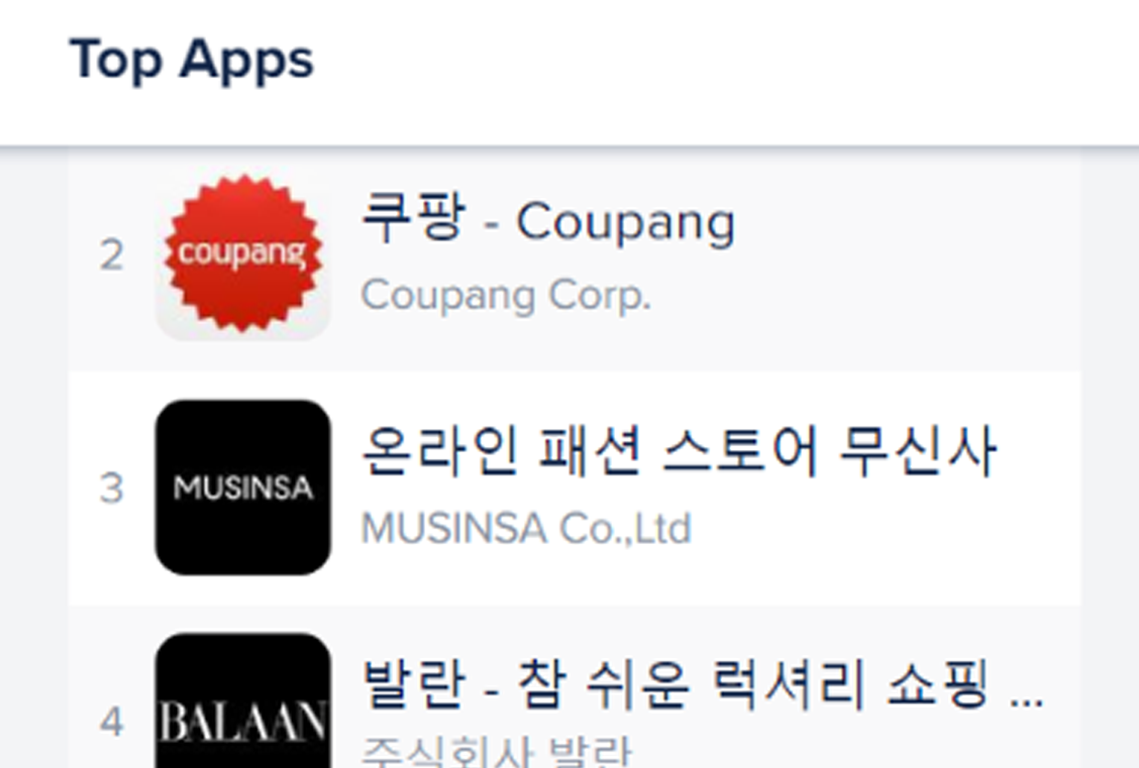 Top Apps
2
coupang
쿠팡 - Coupang
Coupang Corp.
3
MUSINSA
온라인 패션 스토어 무신사
MUSINSA Co.,Ltd
4
BALAAN
발란 - 참 쉬운 럭셔리 쇼핑 ...
주식회사 발란